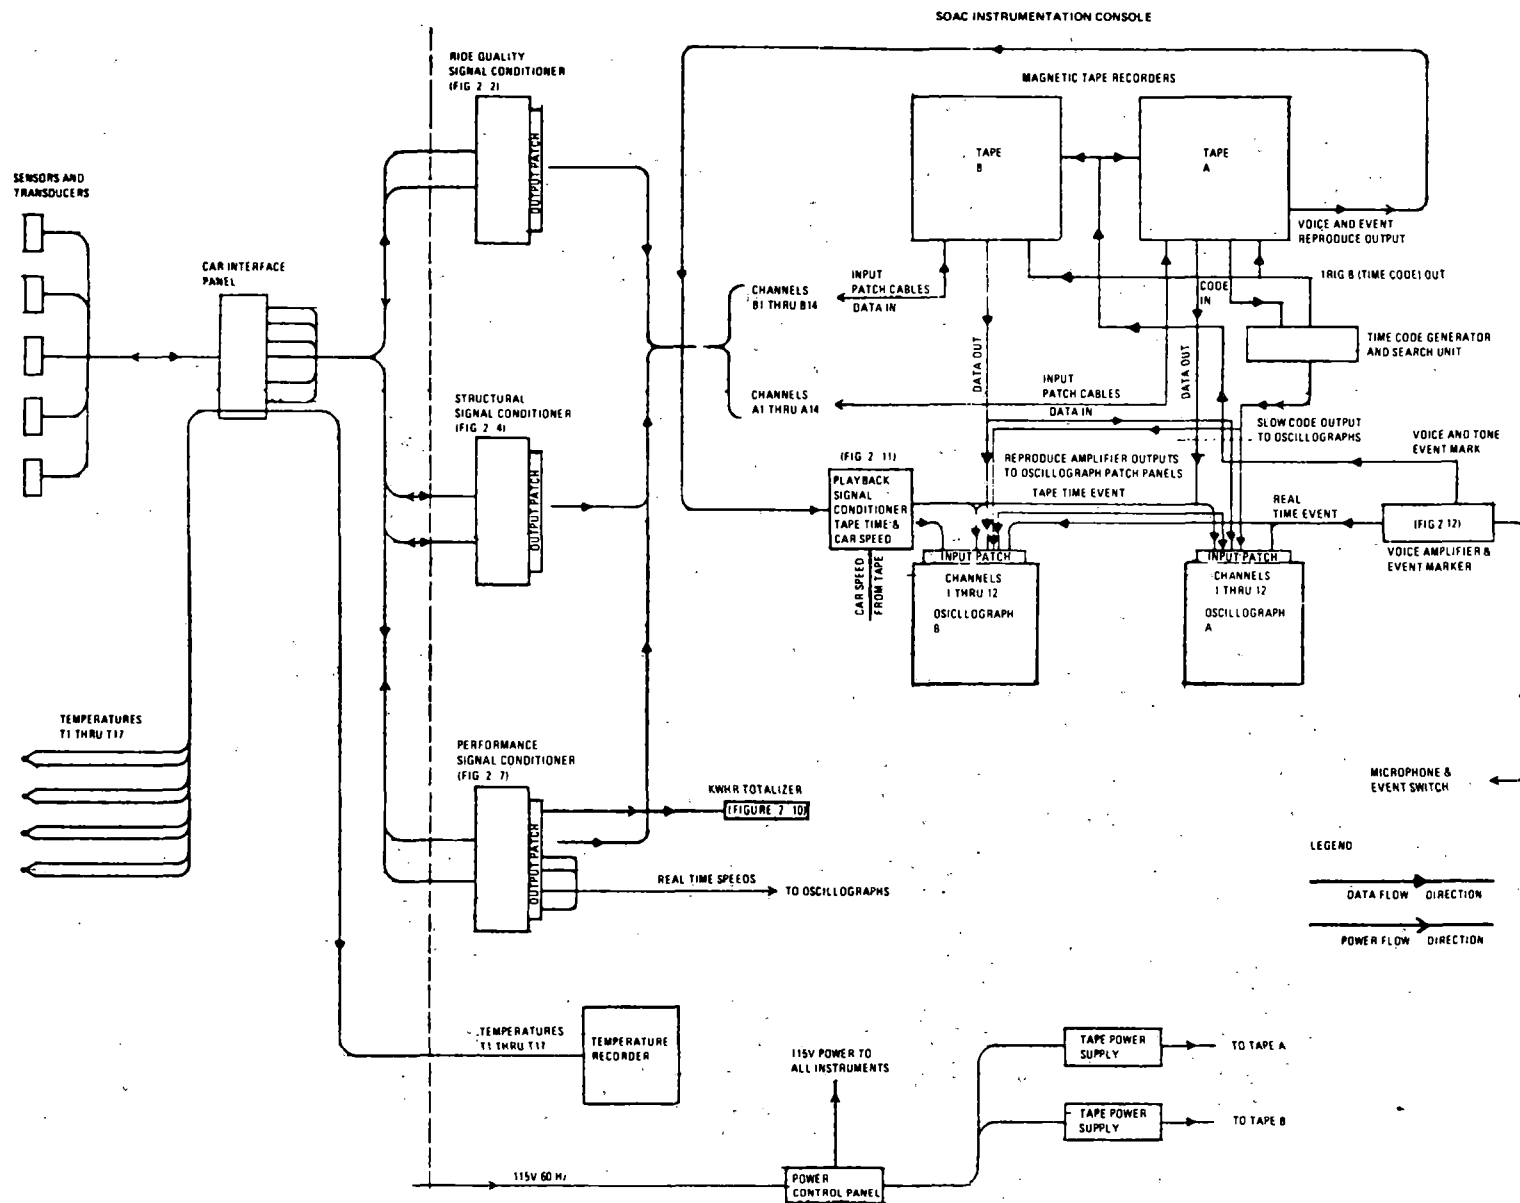 SOAC INSTRUMENTATION CONSOLE
RIDE QUALITY
SIGNAL CONDITIONER
(FIG 2 2)
OUTPUT PATCH
MAGNETIC TAPE RECORDERS
TAPE
B
TAPE
A
SENSORS AND
TRANSDUCERS
CAR INTERFACE
PANEL
VOICE AND EVENT
REPRODUCE OUTPUT
INPUT
PATCH CABLES
DATA IN
CHANNELS
B1 THRU B14
CODE
IN
IRIG B (TIME CODE) OUT
TIME CODE GENERATOR
AND SEARCH UNIT
DATA OUT
DATA OUT
CHANNELS
A1 THRU A14
INPUT
PATCH CABLES
DATA IN
STRUCTURAL
SIGNAL CONDITIONER
(FIG 2 4)
OUTPUT PATCH
SLOW CODE OUTPUT
TO OSCILLOGRAPHS
VOICE AND TONE
EVENT MARK
(FIG 2 11)
PLAYBACK
SIGNAL
CONDITIONER
TAPE TIME &
CAR SPEED
REPRODUCE AMPLIFIER OUTPUTS
TO OSCILLOGRAPH PATCH PANELS
TAPE TIME EVENT
REAL
TIME EVENT
(FIG 2 12)
VOICE AMPLIFIER &
EVENT MARKER
CAR SPEED
FROM TAPE
INPUT PATCH
CHANNELS
1 THRU 12
OSICLLOGRAPH
B
INPUT PATCH
CHANNELS
1 THRU 12
OSCILLOGRAPH
A
TEMPERATURES
T1 THRU T17
PERFORMANCE
SIGNAL CONDITIONER
(FIG 2 7)
OUTPUT PATCH
KWHR TOTALIZER
(FIGURE 2 10)
REAL TIME SPEEDS
TO OSCILLOGRAPHS
MICROPHONE &
EVENT SWITCH
LEGEND
DATA FLOW DIRECTION
POWER FLOW DIRECTION
TEMPERATURES
T1 THRU T17
TEMPERATURE
RECORDER
115V POWER TO
ALL INSTRUMENTS
TAPE POWER
SUPPLY
TO TAPE A
TAPE POWER
SUPPLY
TO TAPE B
115V 60 Hz
POWER
CONTROL PANEL